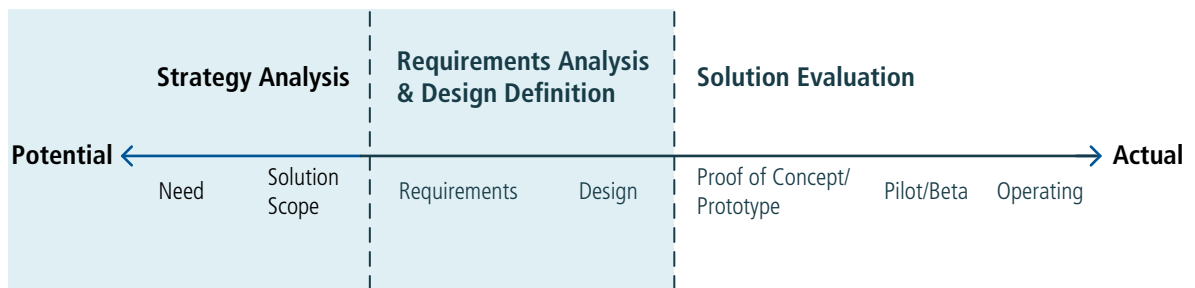 Strategy Analysis
Requirements Analysis
& Design Definition
Solution Evaluation
Potential
Actual
Need
Solution
Scope
Requirements
Design
Proof of Concept/
Prototype
Pilot/Beta
Operating